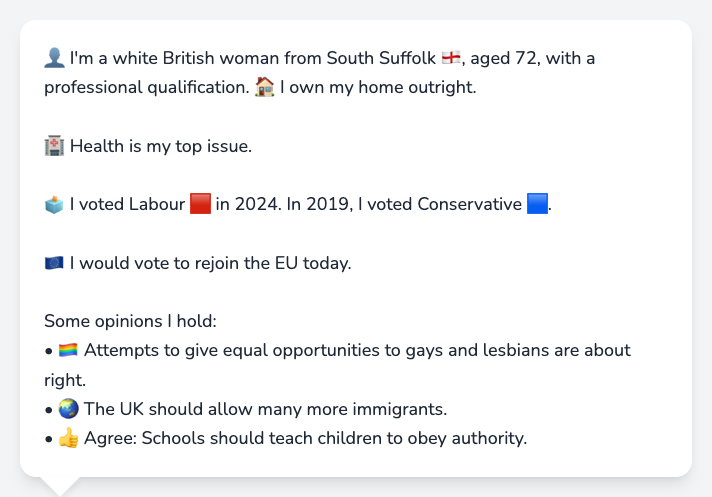 👤 I'm a white British woman from South Suffolk 🏴󠁧󠁢󠁥󠁮󠁧󠁿, aged 72, with a
professional qualification. 🏠 I own my home outright.
🏥 Health is my top issue.
🗳️ I voted Labour 🟥 in 2024. In 2019, I voted Conservative 🟦.
🇪🇺 I would vote to rejoin the EU today.
Some opinions I hold:
• 🏳️‍🌈 Attempts to give equal opportunities to gays and lesbians are about
right.
• 🌏 The UK should allow many more immigrants.
• 👍 Agree: Schools should teach children to obey authority.